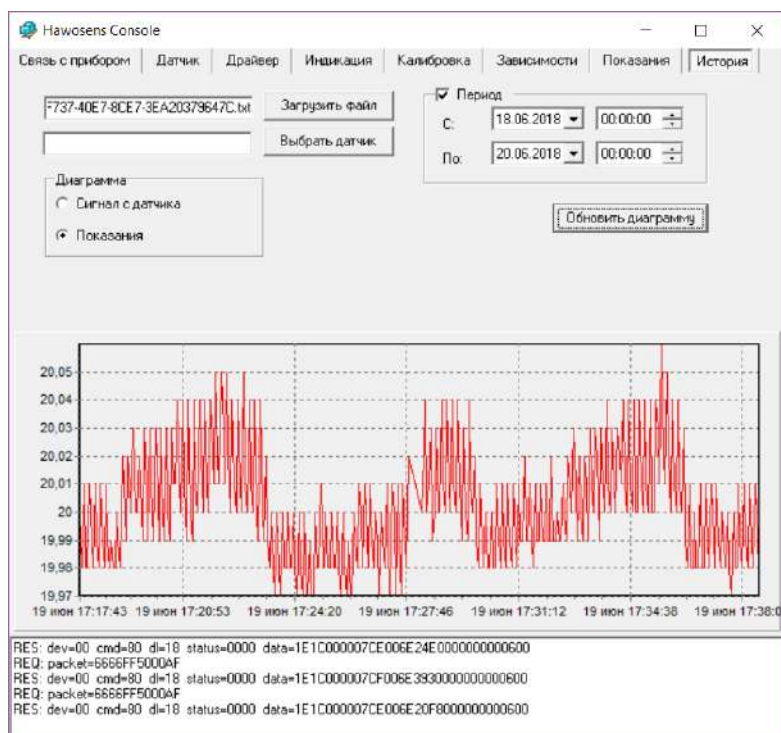 Hawosens Console
Связь с прибором Датчик Драйвер Индикация Калибровка Зависимости Показания История
F737-40E7-8CE7-3EA20379647C.txt Загрузить файл
Выбрать датчик
Период
С: 18.06.2018 00:00:00
По: 20.06.2018 00:00:00
Диаграмма
Сигнал с датчика
Показания
Обновить диаграмму
20,05
20,04
20,03
20,02
20,01
20
19,99
19,98
19,97
19 июн 17:17:43 19 июн 17:20:53 19 июн 17:24:20 19 июн 17:27:46 19 июн 17:31:12 19 июн 17:34:38 19 июн 17:38:0
RES: dev=00 cmd=80 dl=18 status=0000 data=1E1C000007CE006E24E0000000000600
REQ: packet=6666FF5000AF
RES: dev=00 cmd=80 dl=18 status=0000 data=1E1C000007CF006E3930000000000600
REQ: packet=6666FF5000AF
RES: dev=00 cmd=80 dl=18 status=0000 data=1E1C000007CE006E20F8000000000600